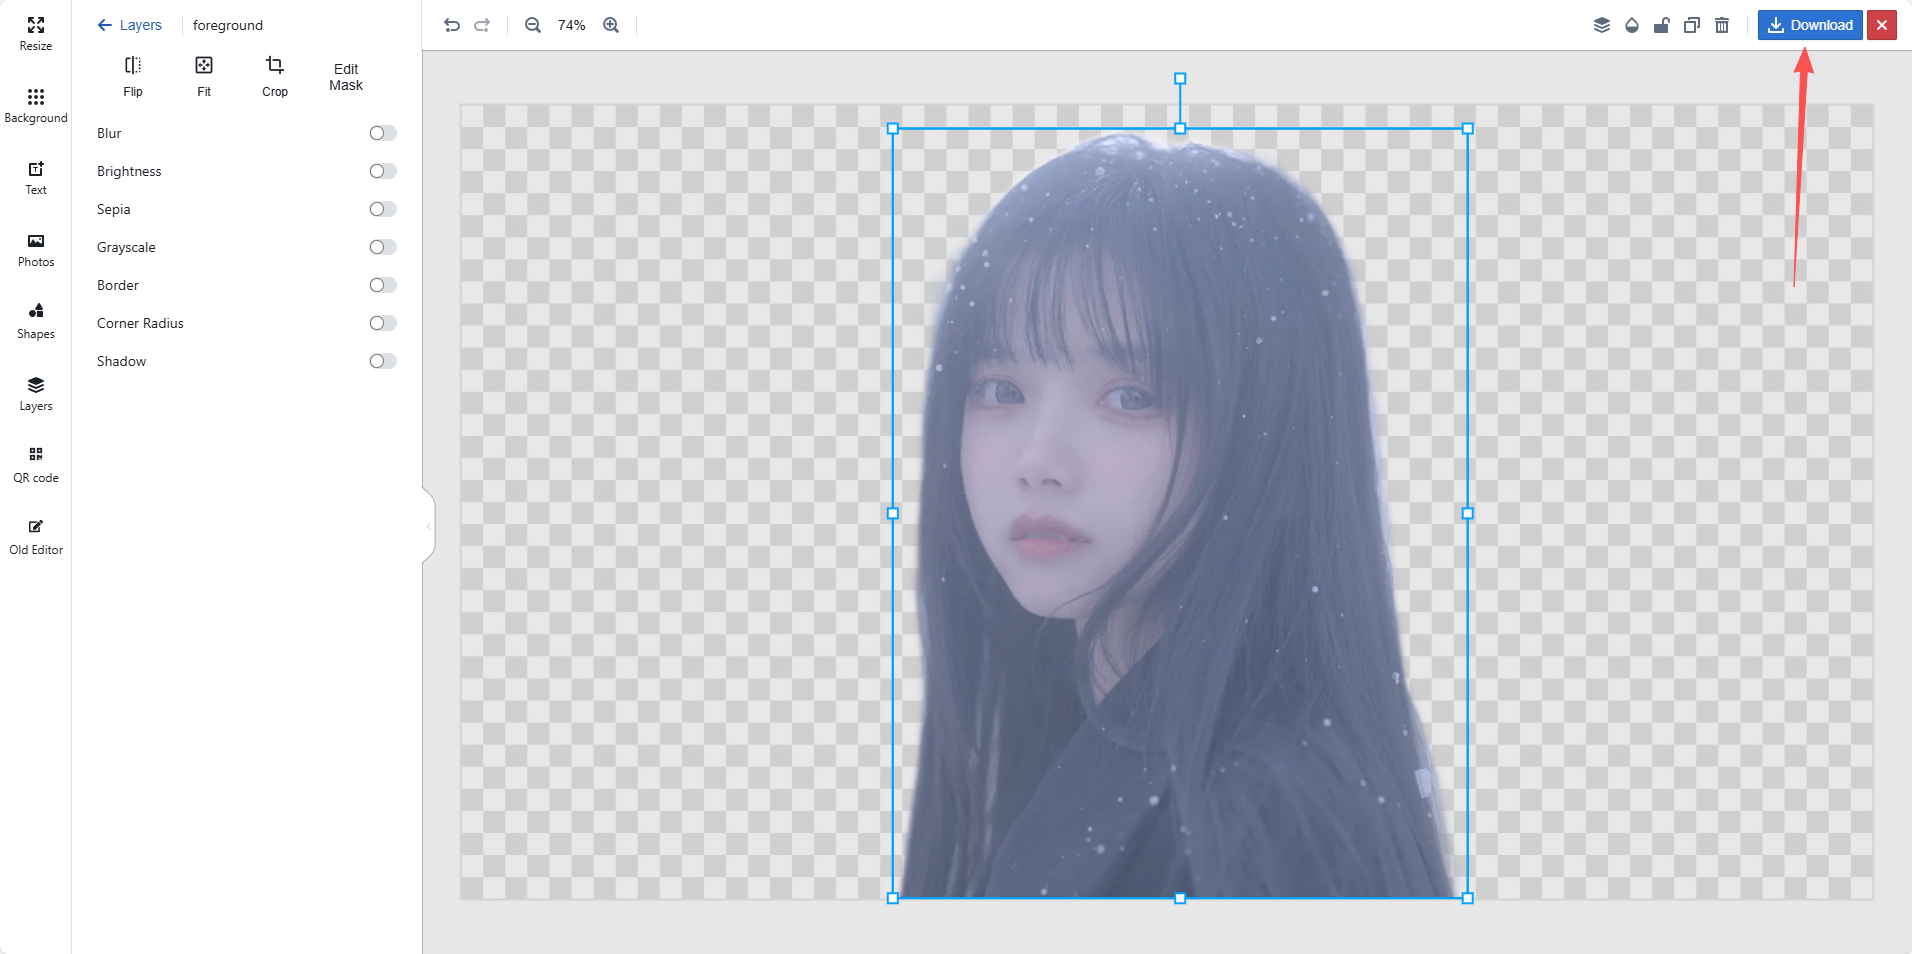 Resize
Background
Text
Photos
Shapes
Layers
QR code
Old Editor
Layers
foreground
Flip
Fit
Crop
Edit
Mask
Blur
Brightness
Sepia
Grayscale
Border
Corner Radius
Shadow
74%
Download